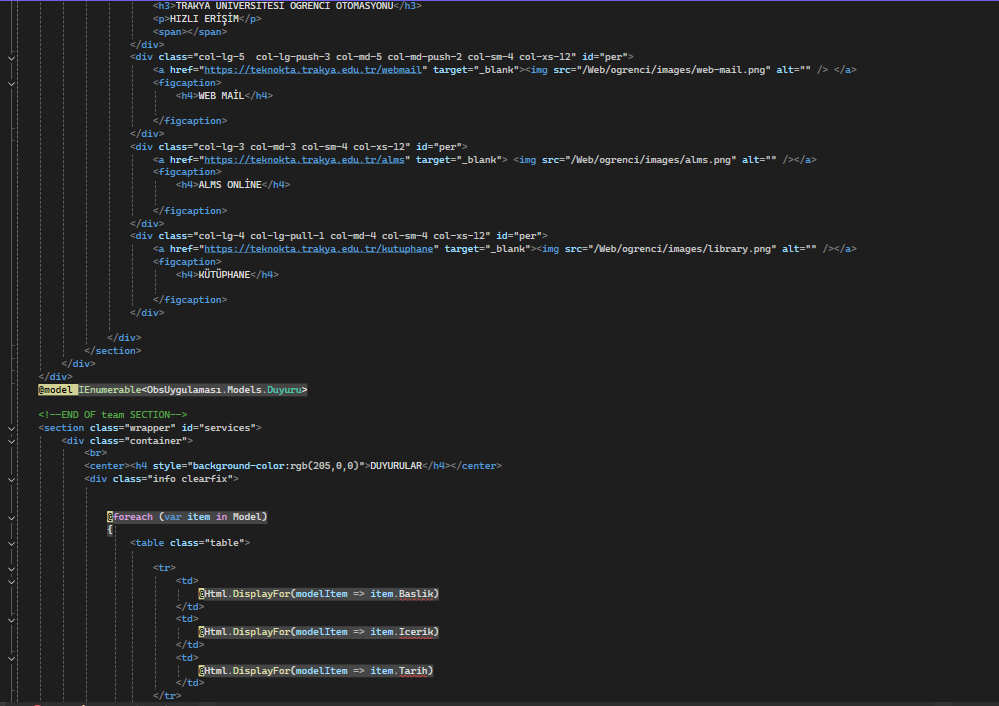 <h3>TRAKYA ÜNİVERSİTESİ ÖĞRENCİ OTOMASYONU</h3>
<p>HIZLI ERİŞİM</p>
<span></span>
</div>
<div class="col-lg-5  col-lg-push-3 col-md-5 col-md-push-2 col-sm-4 col-xs-12" id="per">
<a href="https://teknokta.trakya.edu.tr/webmail" target="_blank"><img src="/Web/ogrenci/images/web-mail.png" alt="" /> </a>
<figcaption>
<h4>WEB MAİL</h4>
</figcaption>
</div>
<div class="col-lg-3 col-md-3 col-sm-4 col-xs-12" id="per">
<a href="https://teknokta.trakya.edu.tr/alms" target="_blank"> <img src="/Web/ogrenci/images/alms.png" alt="" /></a>
<figcaption>
<h4>ALMS ONLİNE</h4>
</figcaption>
</div>
<div class="col-lg-4 col-lg-pull-1 col-md-4 col-sm-4 col-xs-12" id="per">
<a href="https://teknokta.trakya.edu.tr/kutuphane" target="_blank"><img src="/Web/ogrenci/images/library.png" alt="" /></a>
<figcaption>
<h4>KÜTÜPHANE</h4>
</figcaption>
</div>
</div>
</section>
</div>
</div>
@model IEnumerable<ObsUygulaması.Models.Duyuru>
<!--END OF team SECTION-->
<section class="wrapper" id="services">
<div class="container">
<br>
<center><h4 style="background-color:rgb(205,0,0)">DUYURULAR</h4></center>
<div class="info clearfix">
@foreach (var item in Model)
{
<table class="table">
<tr>
<td>
@Html.DisplayFor(modelItem => item.Baslik)
</td>
<td>
@Html.DisplayFor(modelItem => item.Icerik)
</td>
<td>
@Html.DisplayFor(modelItem => item.Tarih)
</td>
</tr>